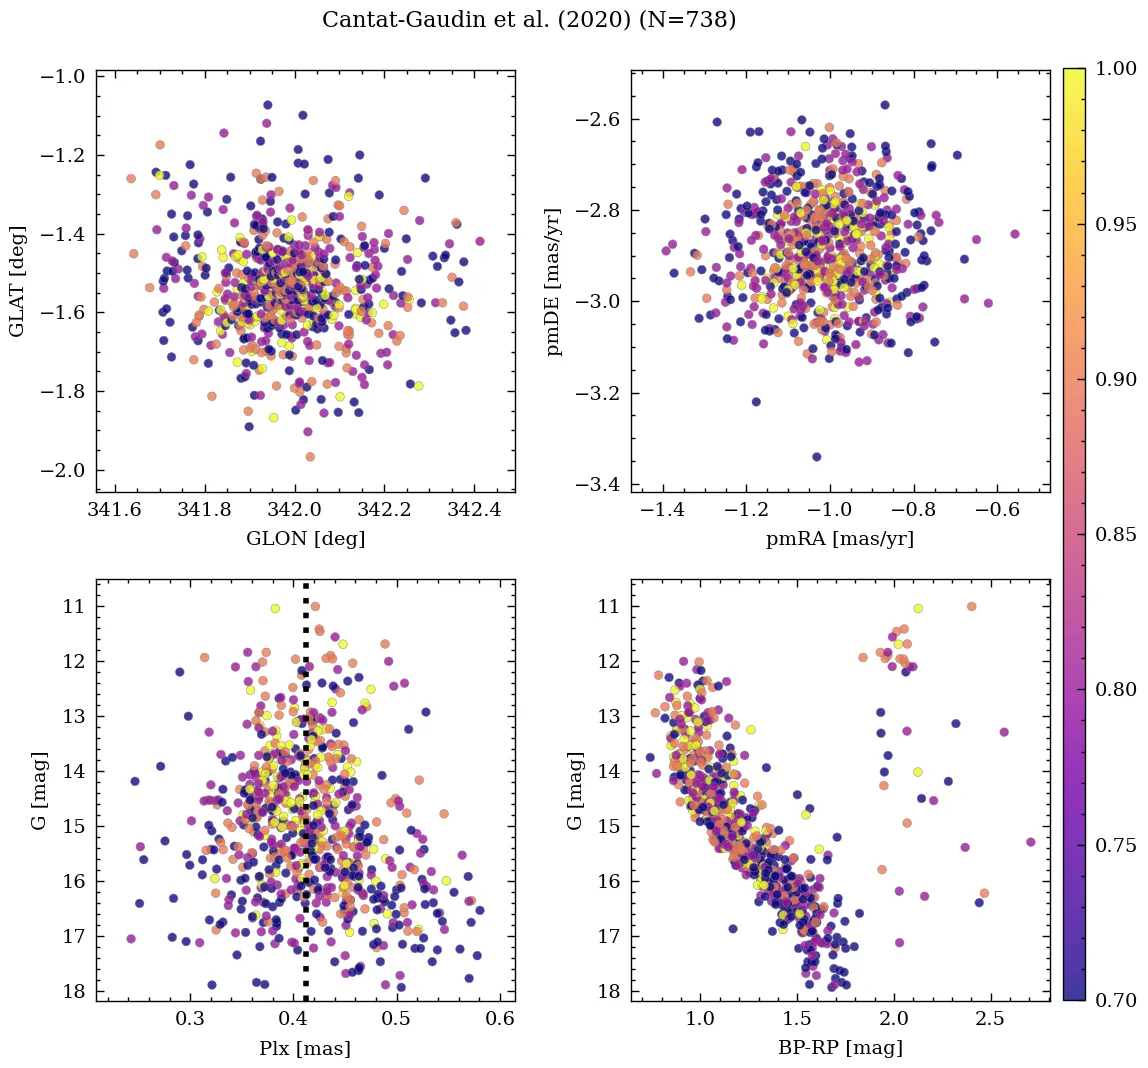 Cantat-Gaudin et al. (2020) (N=738)
−1.0
−1.2
−1.4
−1.6
−1.8
−2.0
GLAT [deg]
341.6 341.8 342.0 342.2 342.4
GLON [deg]
−2.6
−2.8
−3.0
−3.2
−3.4
pmDE [mas/yr]
−1.4 −1.2 −1.0 −0.8 −0.6
pmRA [mas/yr]
11
12
13
14
15
16
17
18
G [mag]
0.3 0.4 0.5 0.6
Plx [mas]
11
12
13
14
15
16
17
18
G [mag]
1.0 1.5 2.0 2.5
BP-RP [mag]
1.00
0.95
0.90
0.85
0.80
0.75
0.70